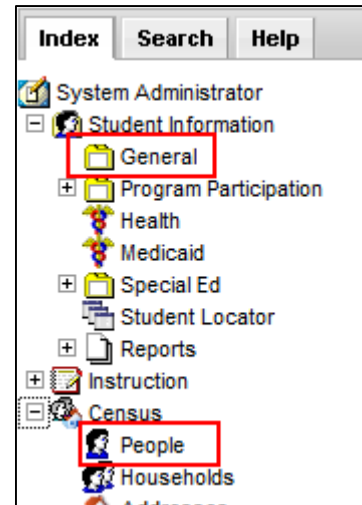 Index Search Help
System Administrator
Student Information
General
Program Participation
Health
Medicaid
Special Ed
Student Locator
Reports
Instruction
Census
People
Households
Addresses